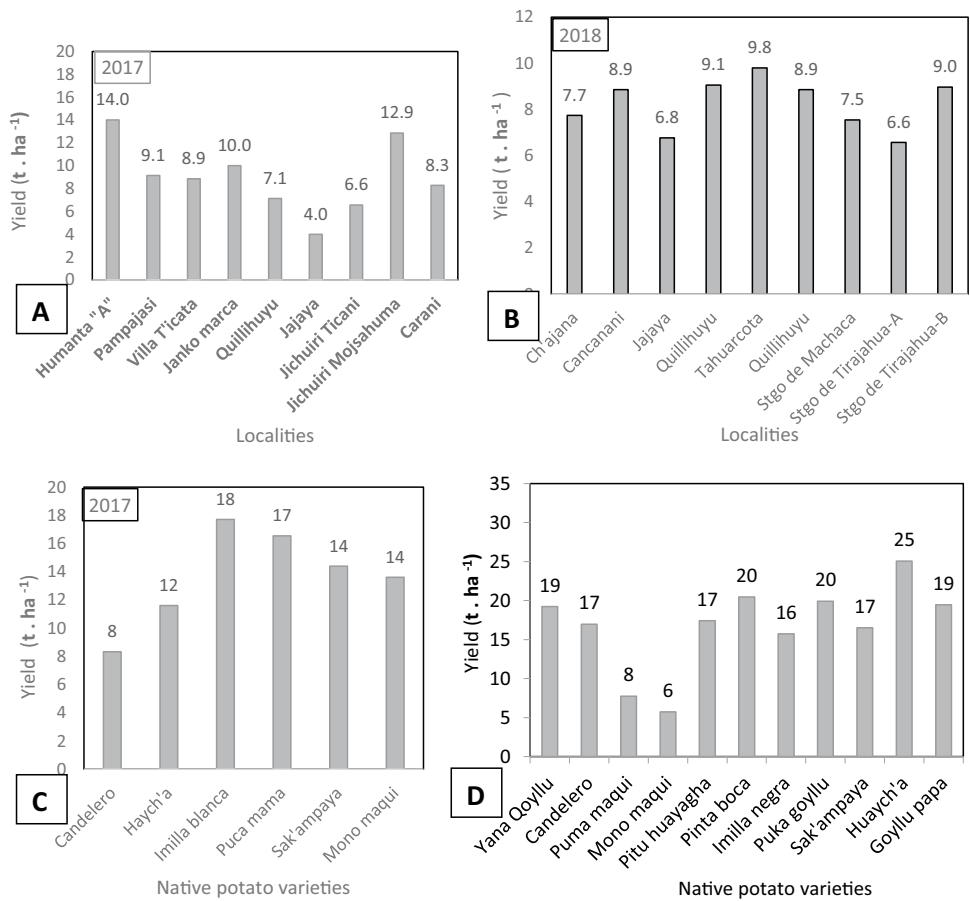 2017
Yield (t . ha -1)
20
18
16
14
12
10
8
6
4
2
0
14.0
9.1
8.9
10.0
7.1
4.0
6.6
12.9
8.3
Humanta "A"
Pampajasi
Villa T'icata
Janko marca
Quillihuyu
Jajaya
Jichuiri Ticani
Jichuiri Mojsahuma
Carani
A
Localities
2018
Yield ( t . ha -1 )
12
10
8
6
4
2
0
7.7
8.9
6.8
9.1
9.8
8.9
7.5
6.6
9.0
Ch'ajana
Cancanani
Jajaya
Quillihuyu
Tahuarcota
Quillihuyu
Stgo de Machaca
Stgo de Tirajahua-A
Stgo de Tirajahua-B
B
Localities
2017
Yield (t . ha -1)
20
18
16
14
12
10
8
6
4
2
0
8
12
18
17
14
14
Candelero
Haych'a
Imilla blanca
Puca mama
Sak'ampaya
Mono maqui
C
Native potato varieties
Yield (t . ha -1)
35
30
25
20
15
10
5
0
19
17
8
6
17
20
16
20
17
25
19
Yana Qoyllu
Candelero
Puma maqui
Mono maqui
Pitu huayagha
Pinta boca
Imilla negra
Puka goyllu
Sak'ampaya
Huaych'a
Goyllu papa
D
Native potato varieties